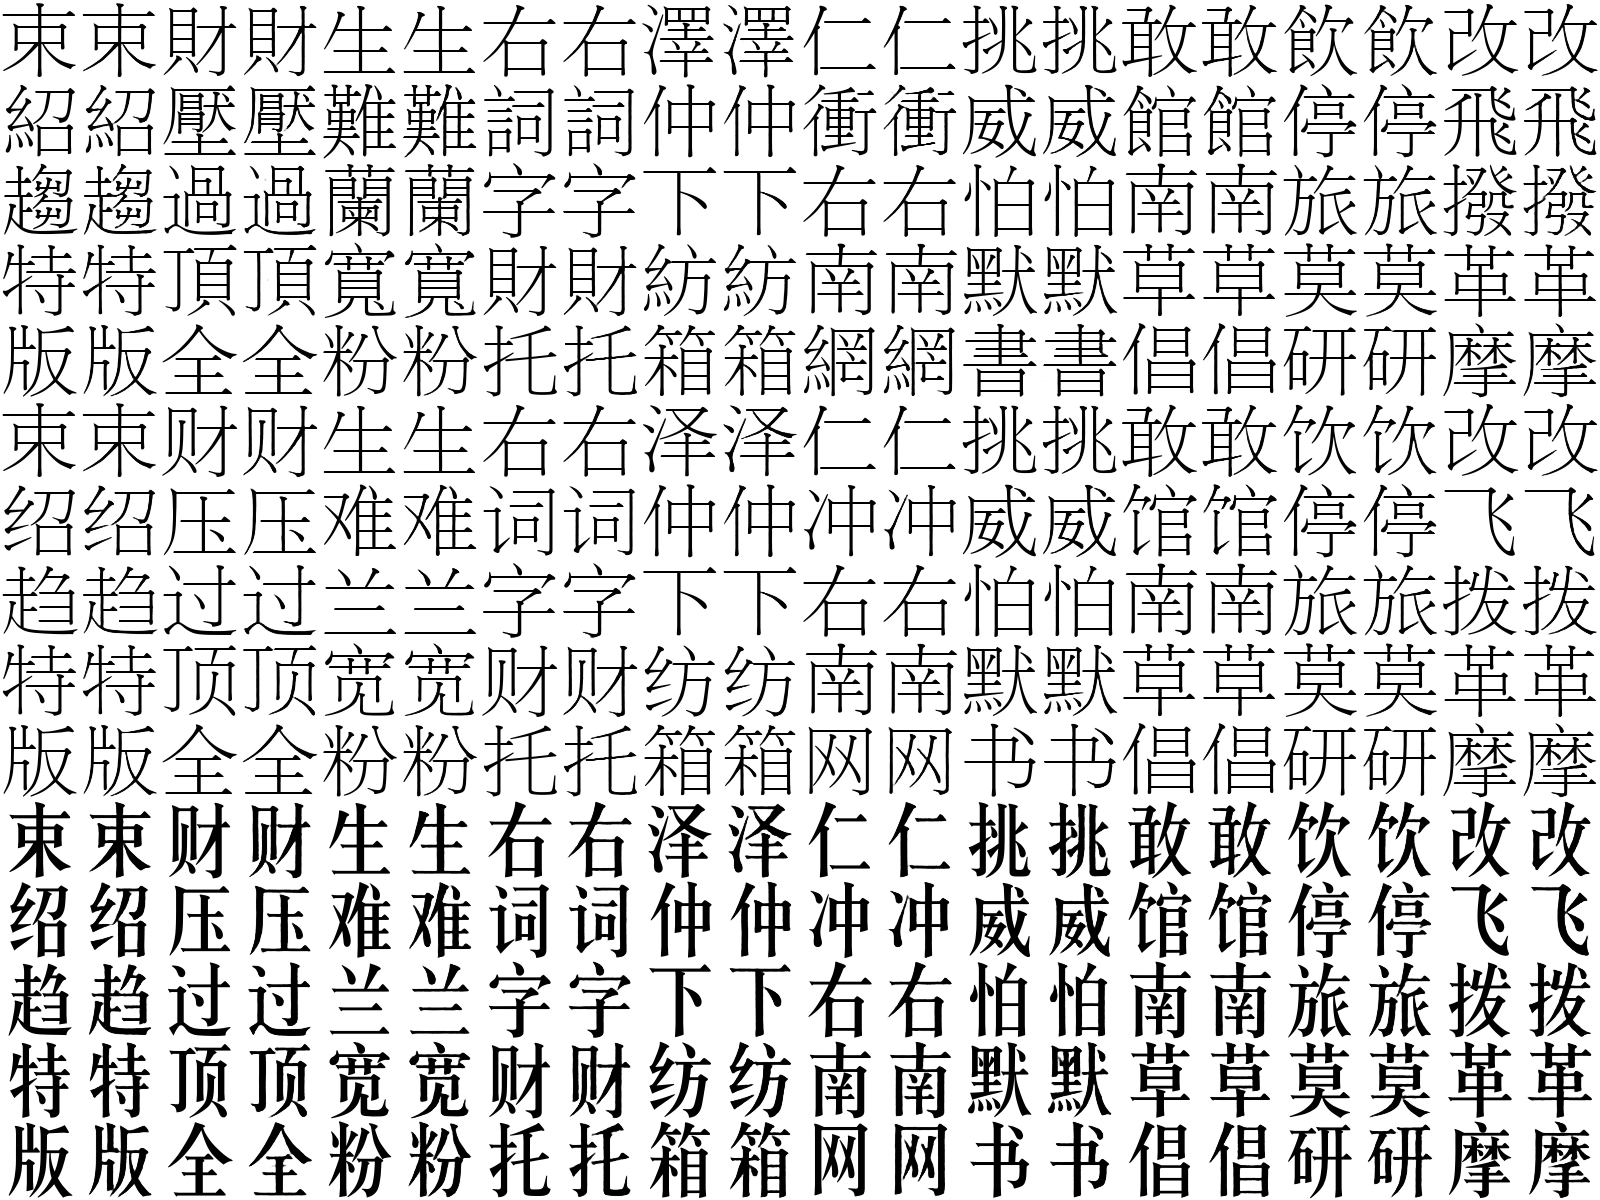 束束財財生生右右澤澤仁仁挑挑敢敢飲飲改改
紹紹壓壓難難詞詞仲仲衝衝威威館館停停飛飛
趨趨過過蘭蘭字字下下右右怕怕南南旅旅撥撥
特特頂頂寬寬財財紡紡南南默默草草莫莫革革
版版全全粉粉托托箱箱網網書書倡倡研研摩摩
束束财财生生右右泽泽仁仁挑挑敢敢饮饮改改
绍绍压压难难词词仲仲冲冲威威馆馆停停飞飞
趋趋过过兰兰字字下下右右怕怕南南旅旅拨拨
特特顶顶宽宽财财纺纺南南默默草草莫莫革革
版版全全粉粉托托箱箱网网书书倡倡研研摩摩
束束财财生生右右泽泽仁仁挑挑敢敢饮饮改改
绍绍压压难难词词仲仲冲冲威威馆馆停停飞飞
趋趋过过兰兰字字下下右右怕怕南南旅旅拨拨
特特顶顶宽宽财财纺纺南南默默草草莫莫革革
版版全全粉粉托托箱箱网网书书倡倡研研摩摩